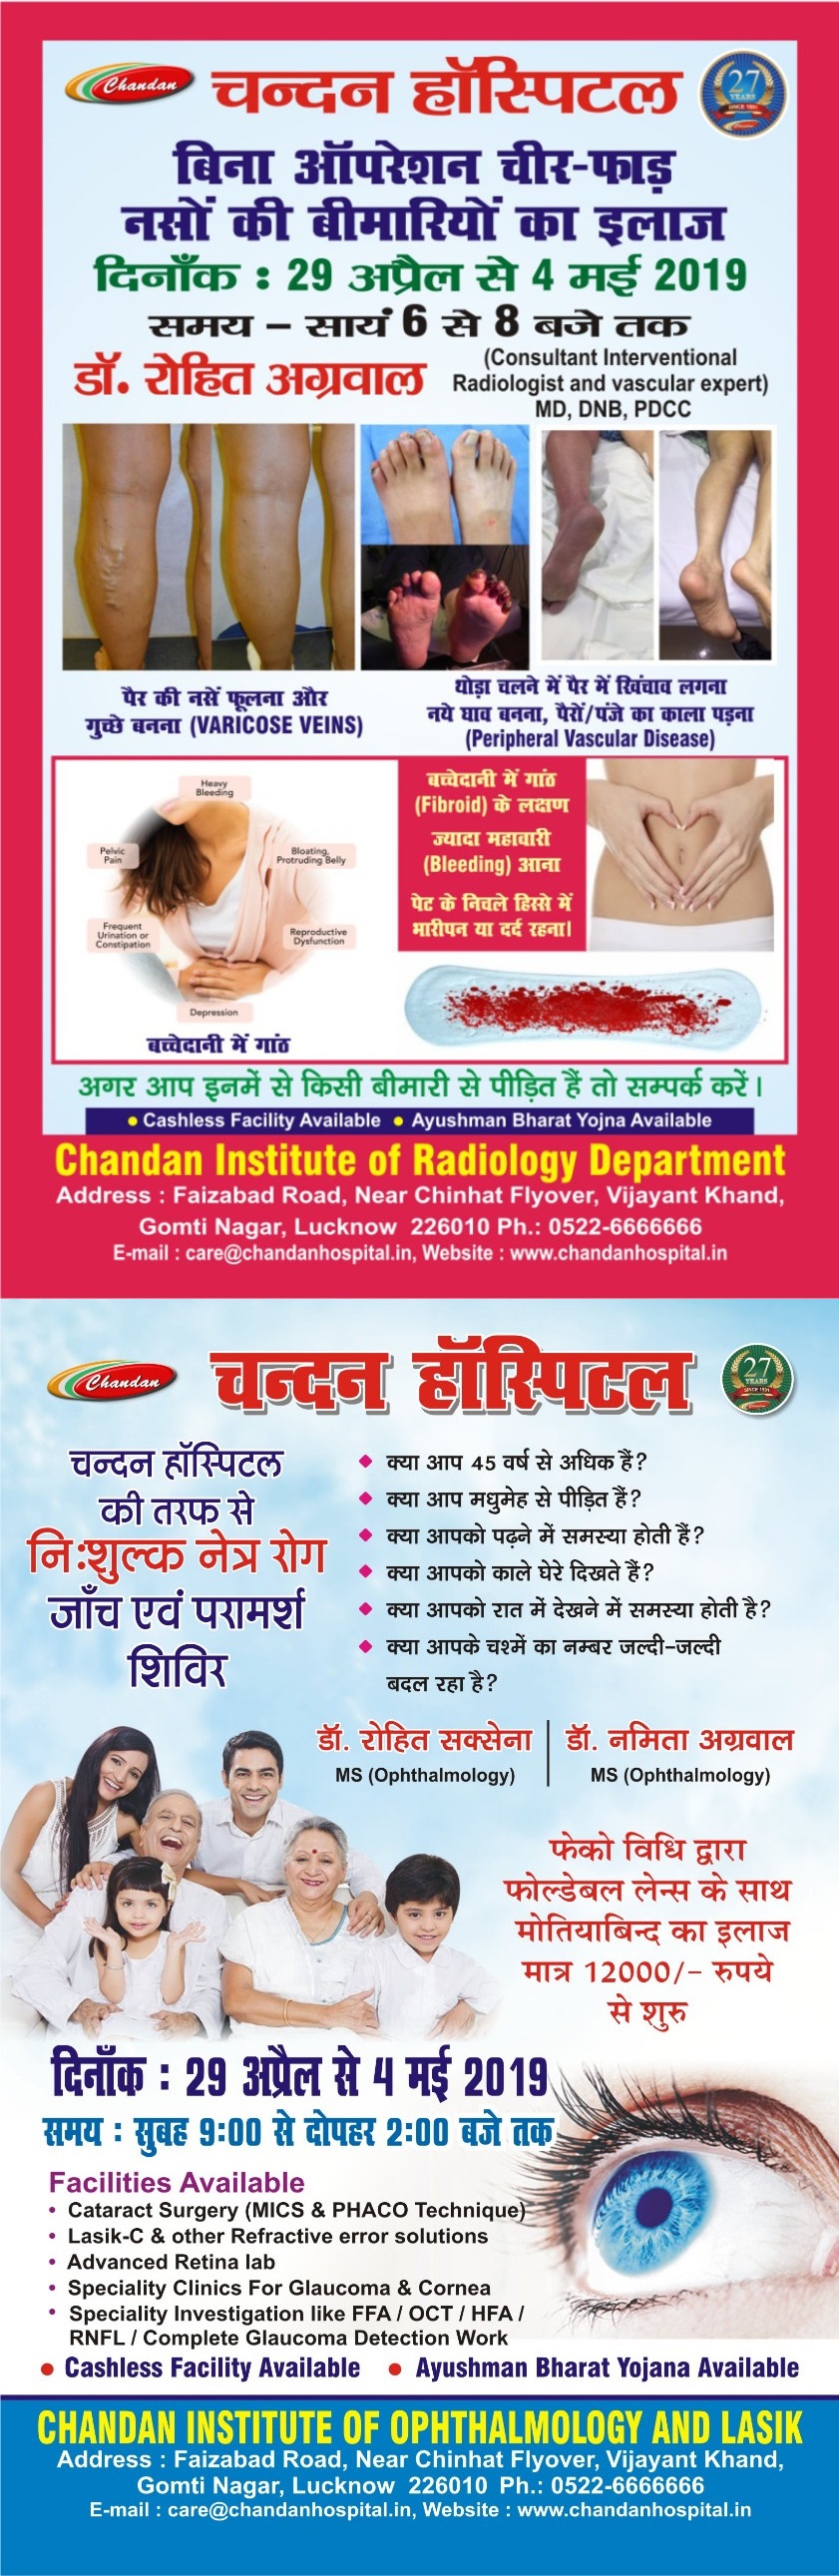 Chandan
चन्दन हॉस्पिटल
27
YEARS
SINCE 1991
बिना ऑपरेशन चीर-फाड़
नसों की बीमारियों का इलाज
दिनाँक : 29 अप्रैल से 4 मई 2019
समय – सायं 6 से 8 बजे तक
डॉ. रोहित अग्रवाल
(Consultant Interventional
Radiologist and vascular expert)
MD, DNB, PDCC
पैर की नसें फूलना और
गुच्छे बनना (VARICOSE VEINS)
थोड़ा चलने में पैर में खिंचाव लगना
नये घाव बनना, पैरों/पंजे का काला पड़ना
(Peripheral Vascular Disease)
Heavy
Bleeding
Pelvic
Pain
Bloating,
Protruding Belly
Frequent
Urination or
Constipation
Reproductive
Dysfunction
Depression
बच्चेदानी में गांठ
बच्चेदानी में गांठ
(Fibroid) के लक्षण
ज्यादा महावारी
(Bleeding) आना
पेट के निचले हिस्से में
भारीपन या दर्द रहना।
अगर आप इनमें से किसी बीमारी से पीड़ित हैं तो सम्पर्क करें।
• Cashless Facility Available • Ayushman Bharat Yojna Available
Chandan Institute of Radiology Department
Address : Faizabad Road, Near Chinhat Flyover, Vijayant Khand,
Gomti Nagar, Lucknow 226010 Ph.: 0522-6666666
E-mail : care@chandanhospital.in, Website : www.chandanhospital.in
Chandan
चन्दन हॉस्पिटल
27
YEARS
SINCE 1991
चन्दन हॉस्पिटल
की तरफ से
नि:शुल्क नेत्र रोग
जाँच एवं परामर्श
शिविर
क्या आप 45 वर्ष से अधिक हैं?
क्या आप मधुमेह से पीड़ित हैं?
क्या आपको पढ़ने में समस्या होती हैं?
क्या आपको काले घेरे दिखते हैं?
क्या आपको रात में देखने में समस्या होती है?
क्या आपके चश्में का नम्बर जल्दी-जल्दी
बदल रहा है?
डॉ. रोहित सक्सेना
MS (Ophthalmology)
डॉ. नमिता अग्रवाल
MS (Ophthalmology)
फेको विधि द्वारा
फोल्डेबल लेन्स के साथ
मोतियाबिन्द का इलाज
मात्र 12000/- रुपये
से शुरु
दिनाँक : 29 अप्रैल से 4 मई 2019
समय : सुबह 9:00 से दोपहर 2:00 बजे तक
Facilities Available
• Cataract Surgery (MICS & PHACO Technique)
• Lasik-C & other Refractive error solutions
• Advanced Retina lab
• Speciality Clinics For Glaucoma & Cornea
• Speciality Investigation like FFA / OCT / HFA /
RNFL / Complete Glaucoma Detection Work
• Cashless Facility Available • Ayushman Bharat Yojana Available
CHANDAN INSTITUTE OF OPHTHALMOLOGY AND LASIK
Address : Faizabad Road, Near Chinhat Flyover, Vijayant Khand,
Gomti Nagar, Lucknow 226010 Ph.: 0522-6666666
E-mail : care@chandanhospital.in, Website : www.chandanhospital.in